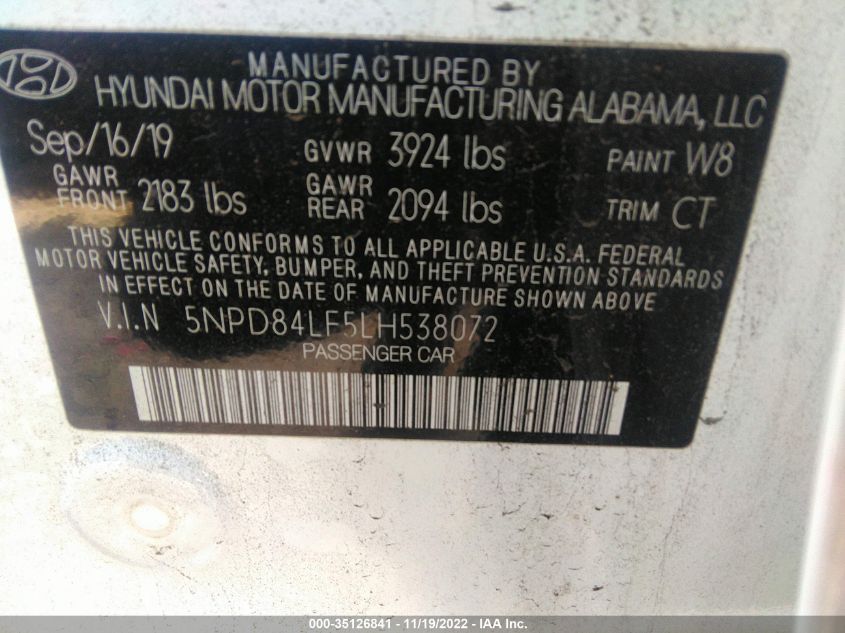 MANUFACTURED BY
HYUNDAI MOTOR MANUFACTURING ALABAMA, LLC
Sep/16/19 GVWR 3924 lbs PAINT W8
GAWR FRONT 2183 lbs GAWR REAR 2094 lbs TRIM CT
THIS VEHICLE CONFORMS TO ALL APPLICABLE U.S.A. FEDERAL
MOTOR VEHICLE SAFETY, BUMPER, AND THEFT PREVENTION STANDARDS
IN EFFECT ON THE DATE OF MANUFACTURE SHOWN ABOVE.
V.I.N 5NPD84LF5LH538072
PASSENGER CAR
000-35126841 - 11/19/2022 - IAA Inc.